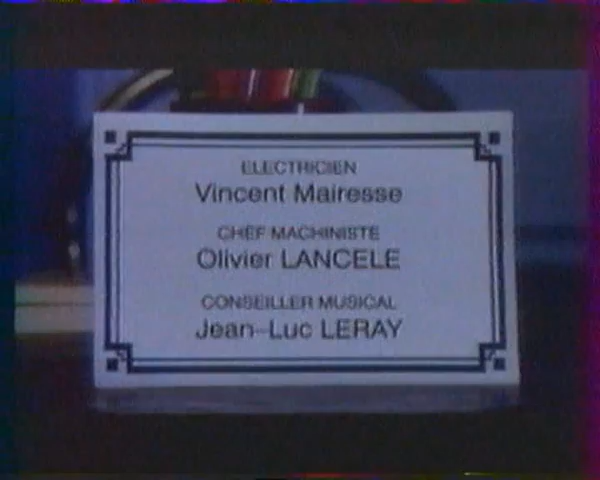 ELECTRICIEN
Vincent Mairesse
CHEF MACHINISTE
Olivier LANCELE
CONSEILLER MUSICAL
Jean-Luc LERAY